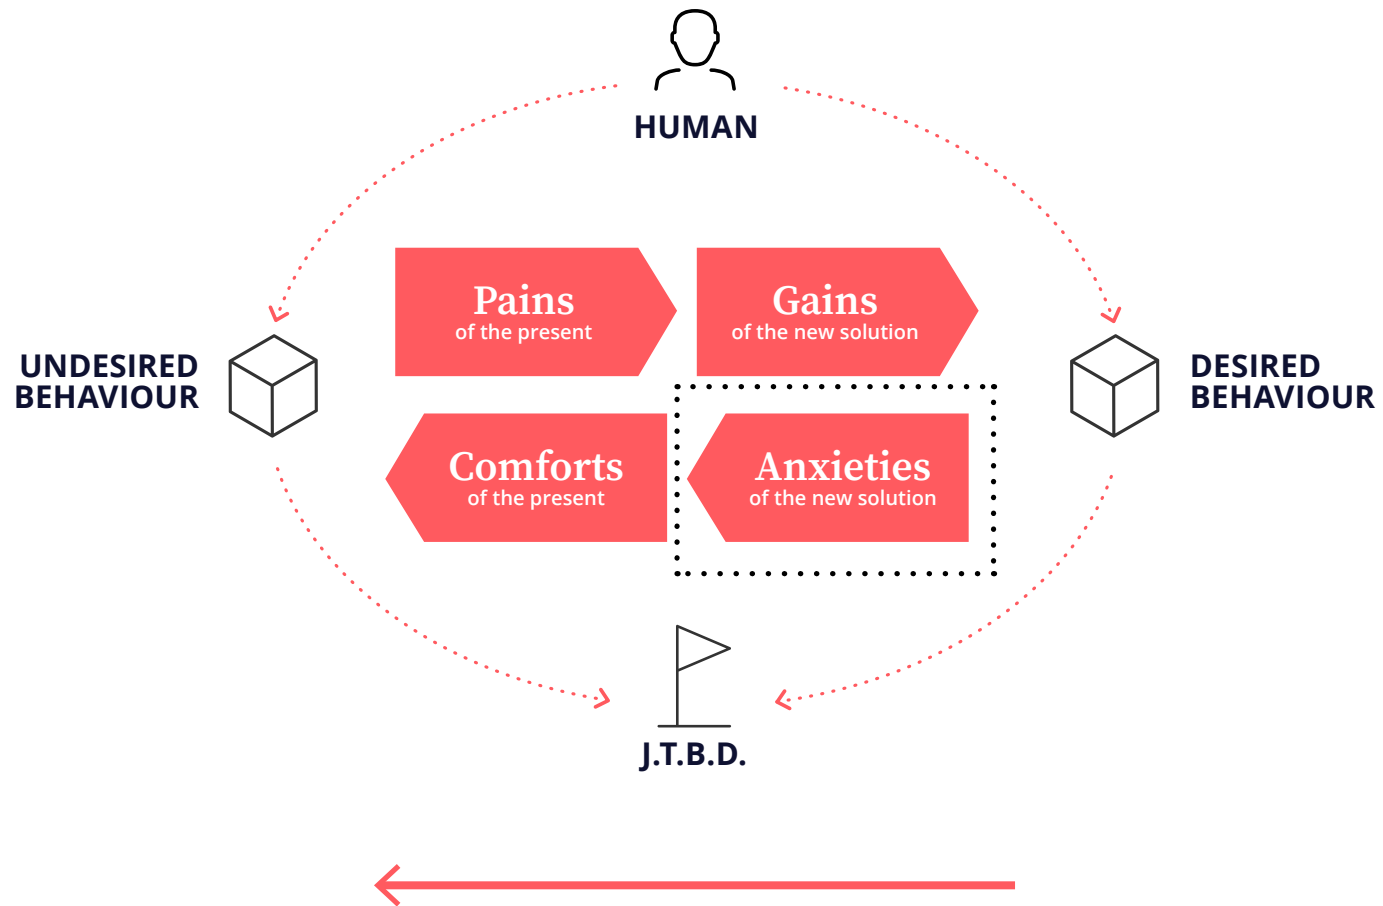 HUMAN
Pains
of the present
Gains
of the new solution
UNDESIRED
BEHAVIOUR
DESIRED
BEHAVIOUR
Comforts
of the present
Anxieties
of the new solution
J.T.B.D.